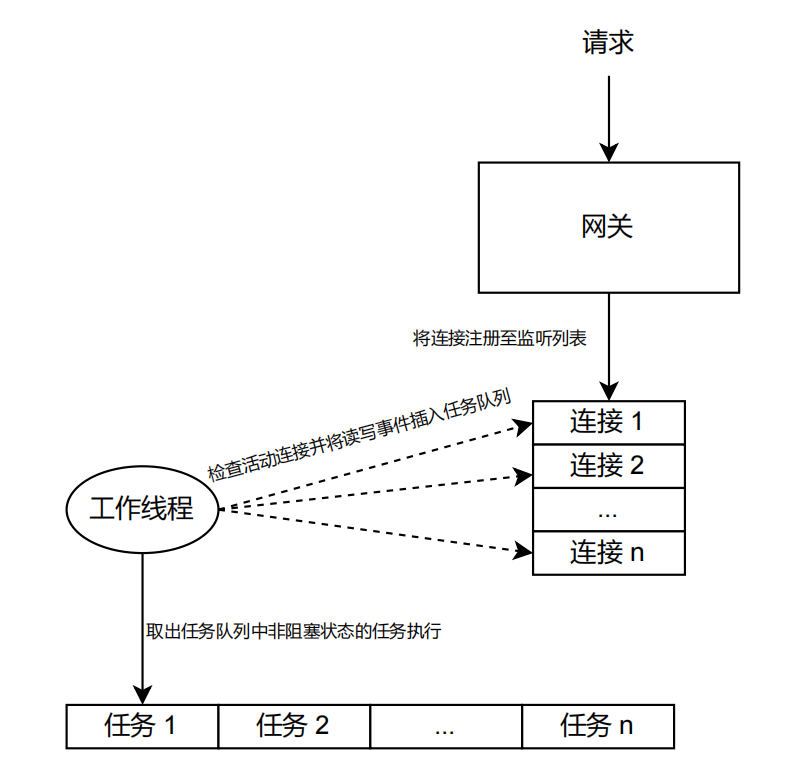 请求
网关
将连接注册至监听列表
检查活动连接并将读写事件插入任务队列
连接 1
连接 2
...
连接 n
工作线程
取出任务队列中非阻塞状态的任务执行
任务 1
任务 2
...
任务 n